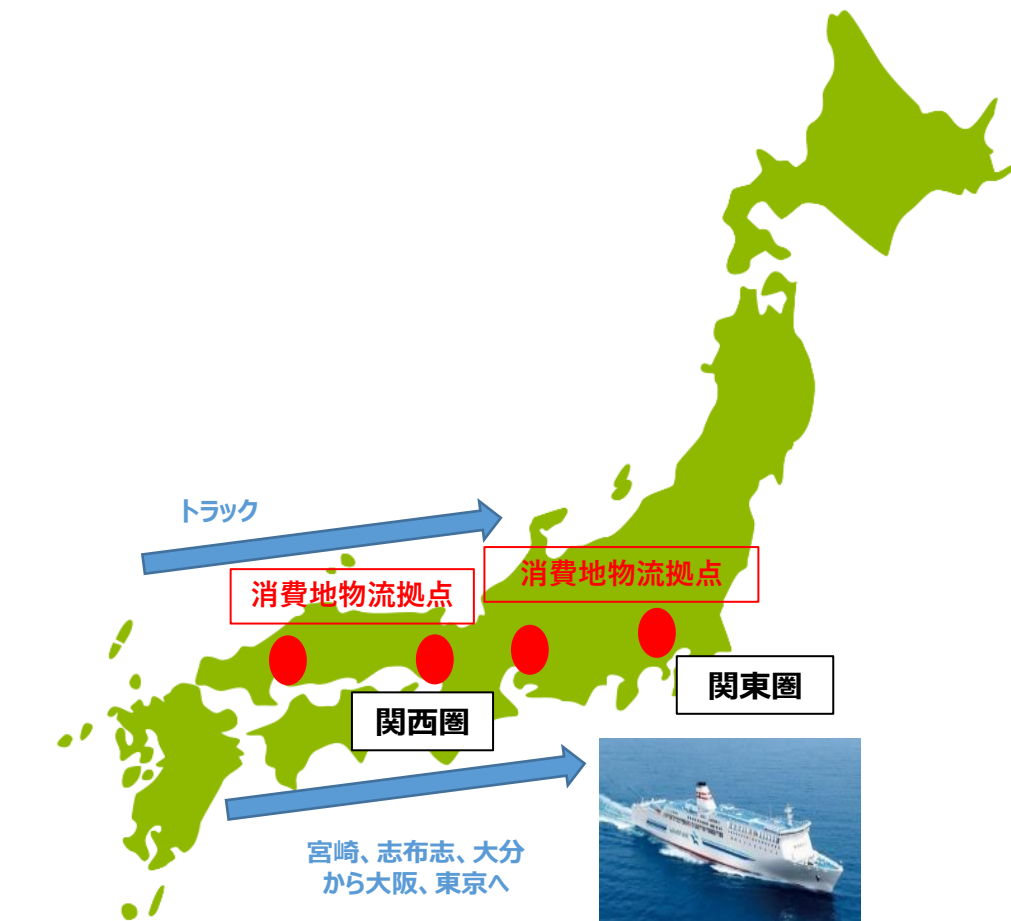 トラック
消費地物流拠点
消費地物流拠点
関東圏
関西圏
宮崎、志布志、大分
から大阪、東京へ